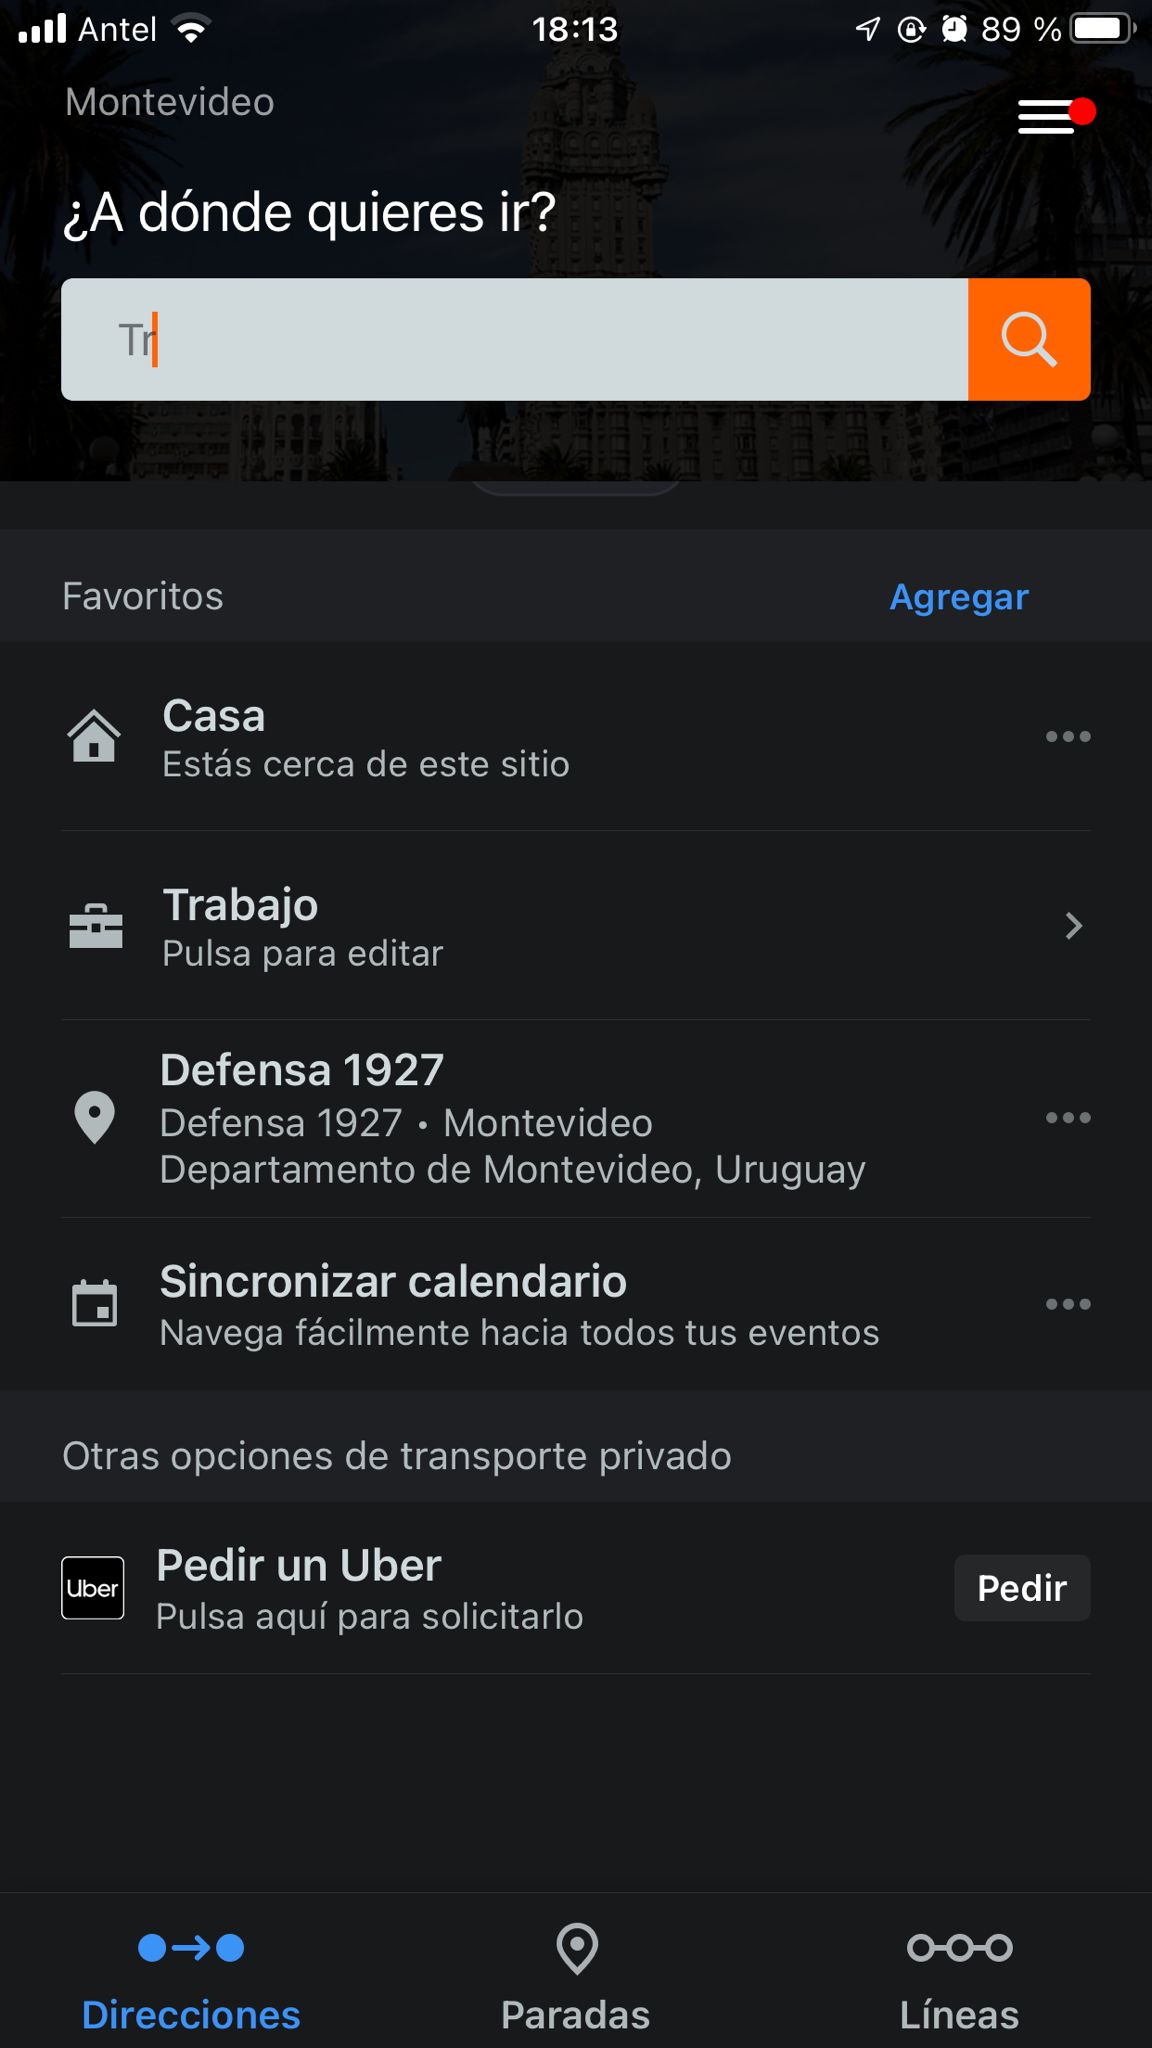 Antel 18:13 89 %
Montevideo
¿A dónde quieres ir?
Tr
Favoritos Agregar
Casa
Estás cerca de este sitio
Trabajo
Pulsa para editar
Defensa 1927
Defensa 1927 • Montevideo
Departamento de Montevideo, Uruguay
Sincronizar calendario
Navega fácilmente hacia todos tus eventos
Otras opciones de transporte privado
Uber Pedir un Uber Pedir
Pulsa aquí para solicitarlo
Direcciones Paradas Líneas